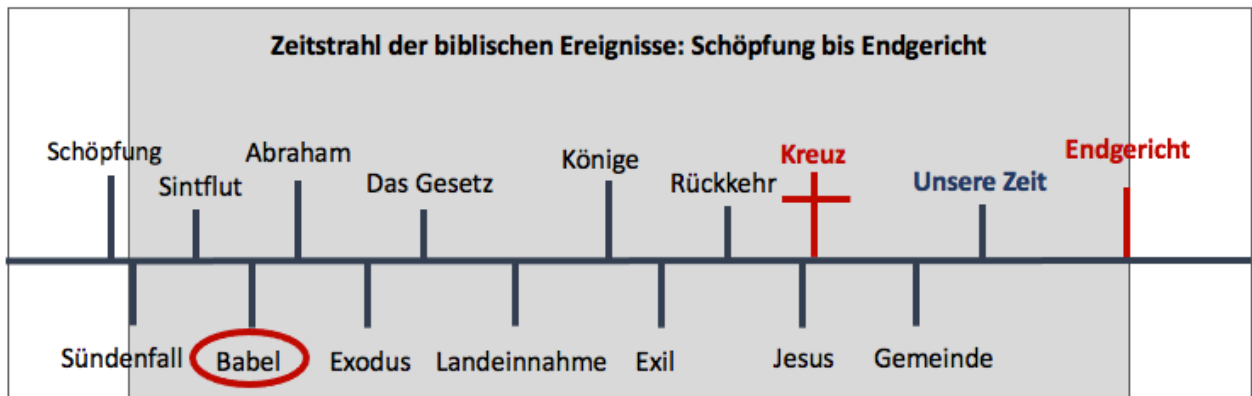 Zeitstrahl der biblischen Ereignisse: Schöpfung bis Endgericht
Schöpfung
Sintflut
Abraham
Das Gesetz
Könige
Rückkehr
Kreuz
Unsere Zeit
Endgericht
Sündenfall
Babel
Exodus
Landeinnahme
Exil
Jesus
Gemeinde